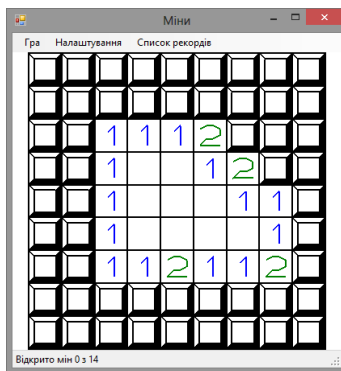 Міни
Гра Налаштування Список рекордів
1 1 1 2
1 1 2
1 1 1
1 1
1 1 2 1 1 2
Відкрито мін 0 з 14